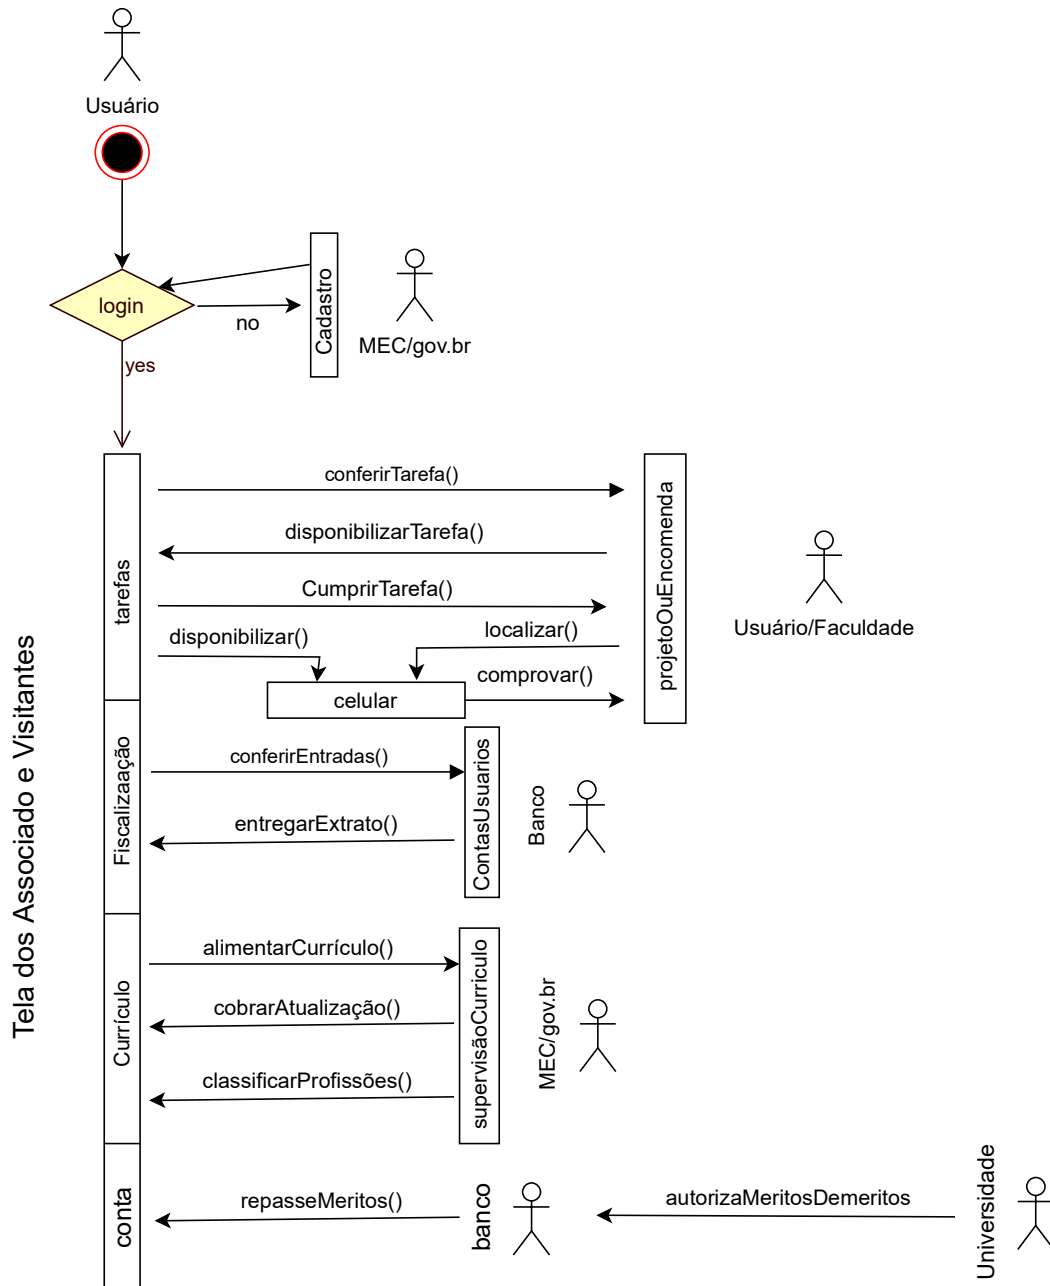 Usuário
login
no
Cadastro
MEC/gov.br
yes
Tela dos Associado e Visitantes
tarefas
conferirTarefa()
disponibilizarTarefa()
CumprirTarefa()
disponibilizar()
localizar()
celular
comprovar()
projetoOuEncomenda
Usuário/Faculdade
Fiscalizaação
conferirEntradas()
entregarExtrato()
ContasUsuarios
Banco
Currículo
alimentarCurrículo()
cobrarAtualização()
classificarProfissões()
supervisãoCurriculo
MEC/gov.br
conta
repasseMeritos()
banco
autorizaMeritosDemeritos
Universidade